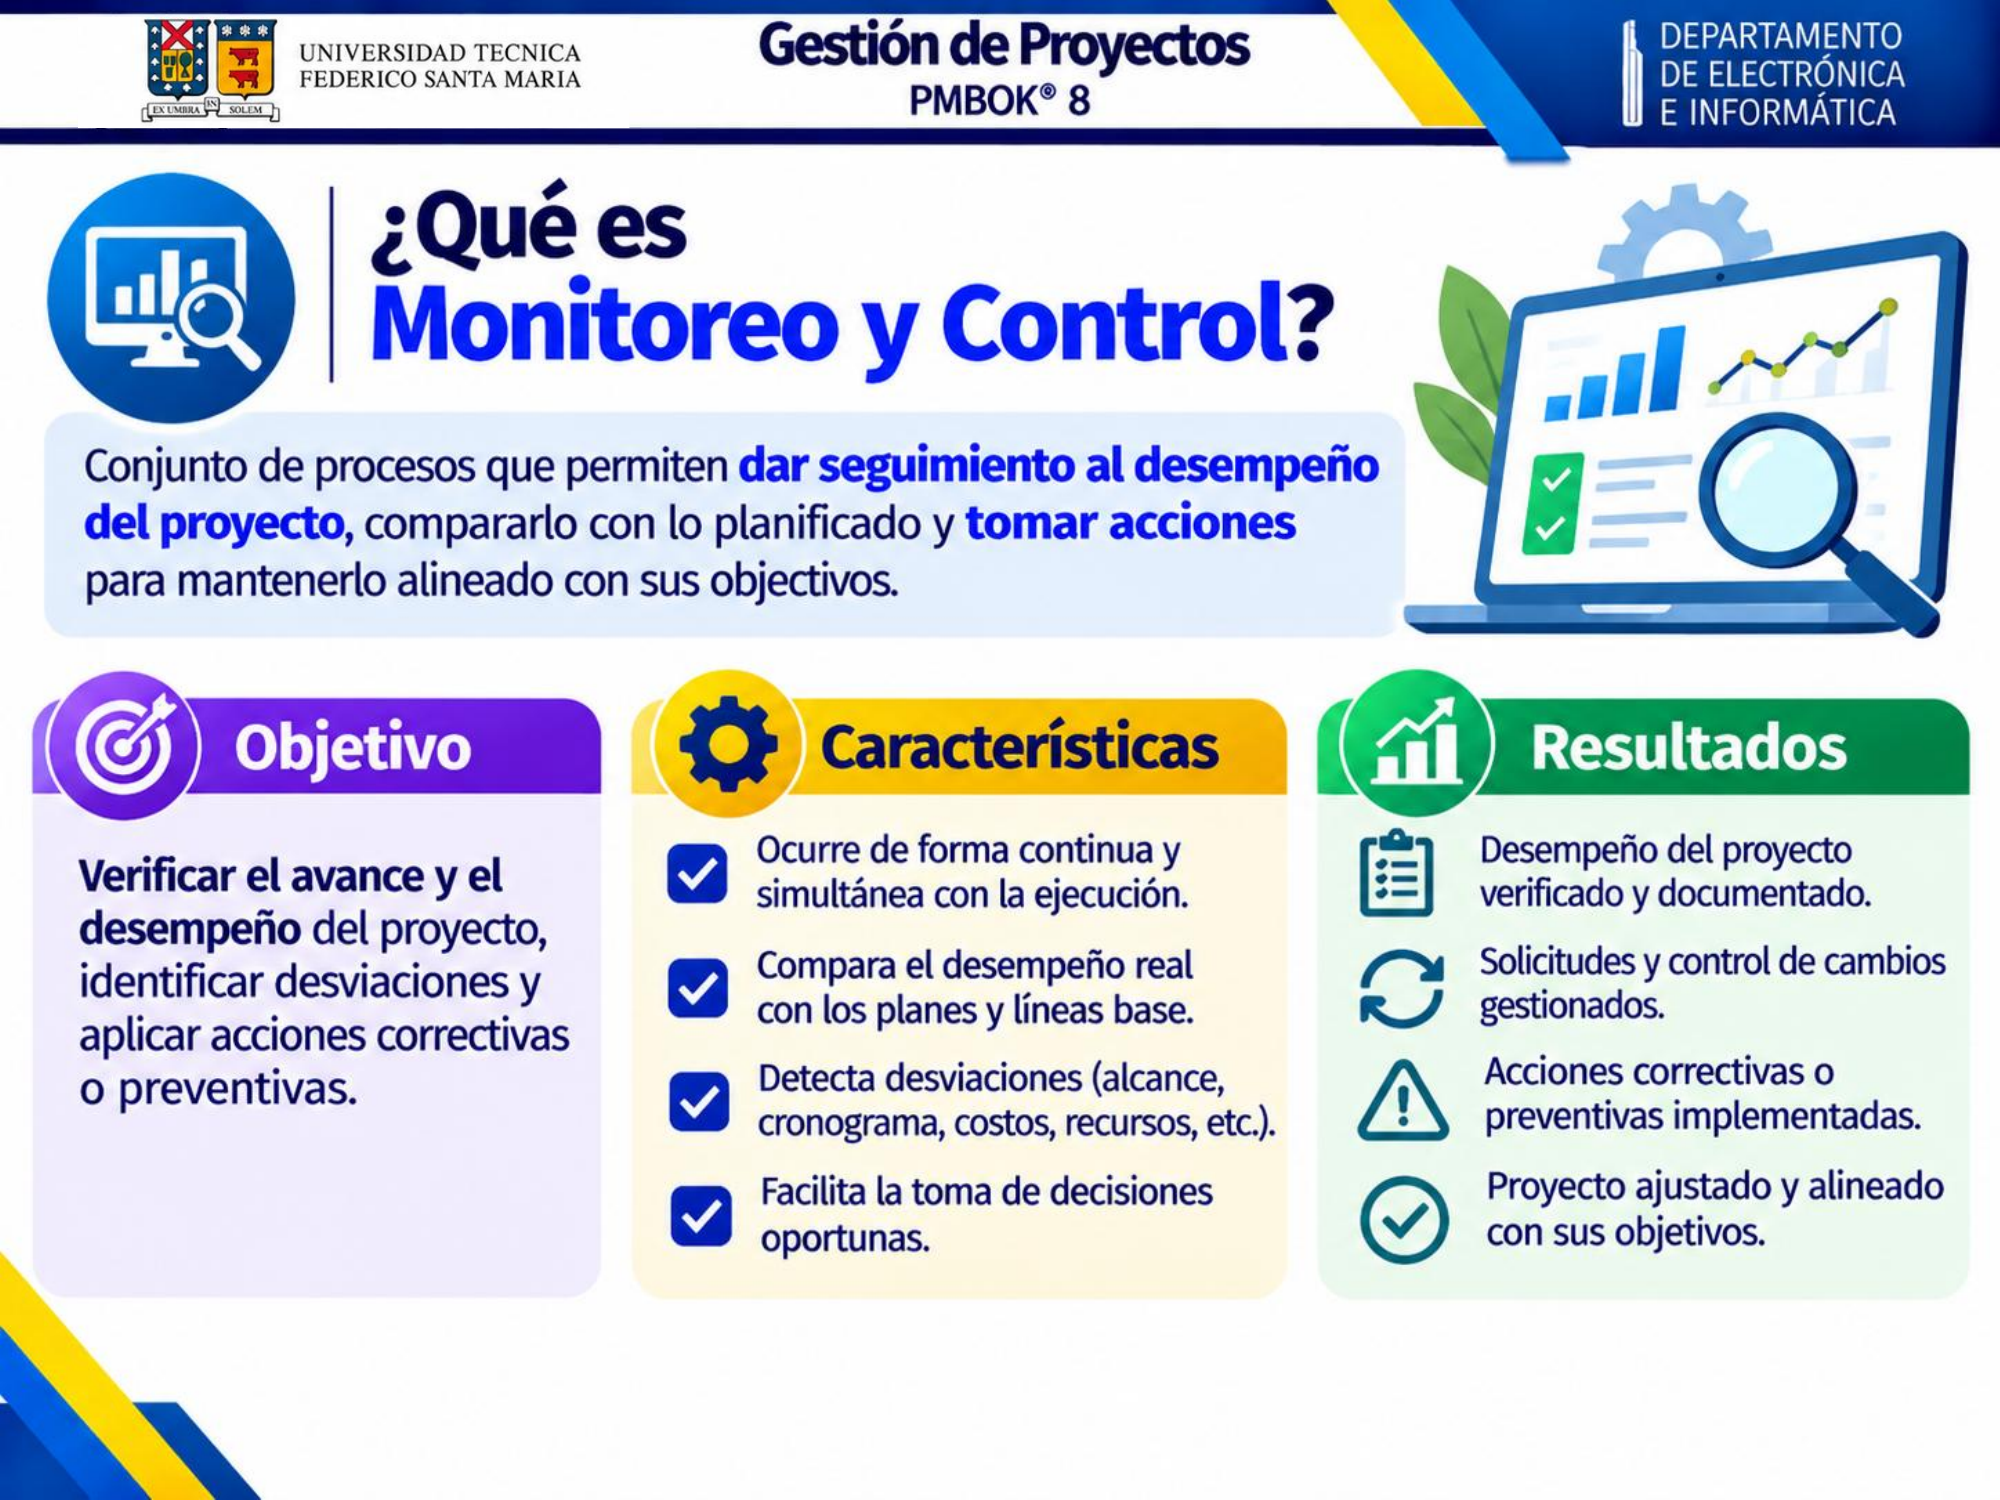 EX UMBRA IN SOLEM
UNIVERSIDAD TECNICA
FEDERICO SANTA MARIA
Gestión de Proyectos
PMBOK® 8
DEPARTAMENTO
DE ELECTRÓNICA
E INFORMÁTICA
¿Qué es
Monitoreo y Control?
Conjunto de procesos que permiten dar seguimiento al desempeño
del proyecto, compararlo con lo planificado y tomar acciones
para mantenerlo alineado con sus objectivos.
Objetivo
Verificar el avance y el
desempeño del proyecto,
identificar desviaciones y
aplicar acciones correctivas
o preventivas.
Características
Ocurre de forma continua y
simultánea con la ejecución.
Compara el desempeño real
con los planes y líneas base.
Detecta desviaciones (alcance,
cronograma, costos, recursos, etc.).
Facilita la toma de decisiones
oportunas.
Resultados
Desempeño del proyecto
verificado y documentado.
Solicitudes y control de cambios
gestionados.
Acciones correctivas o
preventivas implementadas.
Proyecto ajustado y alineado
con sus objetivos.